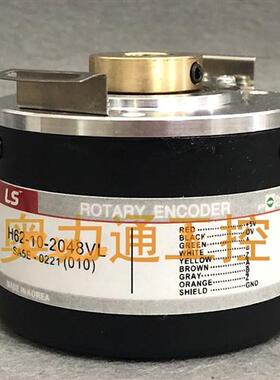 LS
ROTARY ENCODER
H62-10-2048VL
SA5E-0221(010)
RED
BLACK
GREEN
WHITE
YELLOW
BROWN
GRAY
ORANGE
SHIELD
GND
MADE IN KOREA
奥力通工控